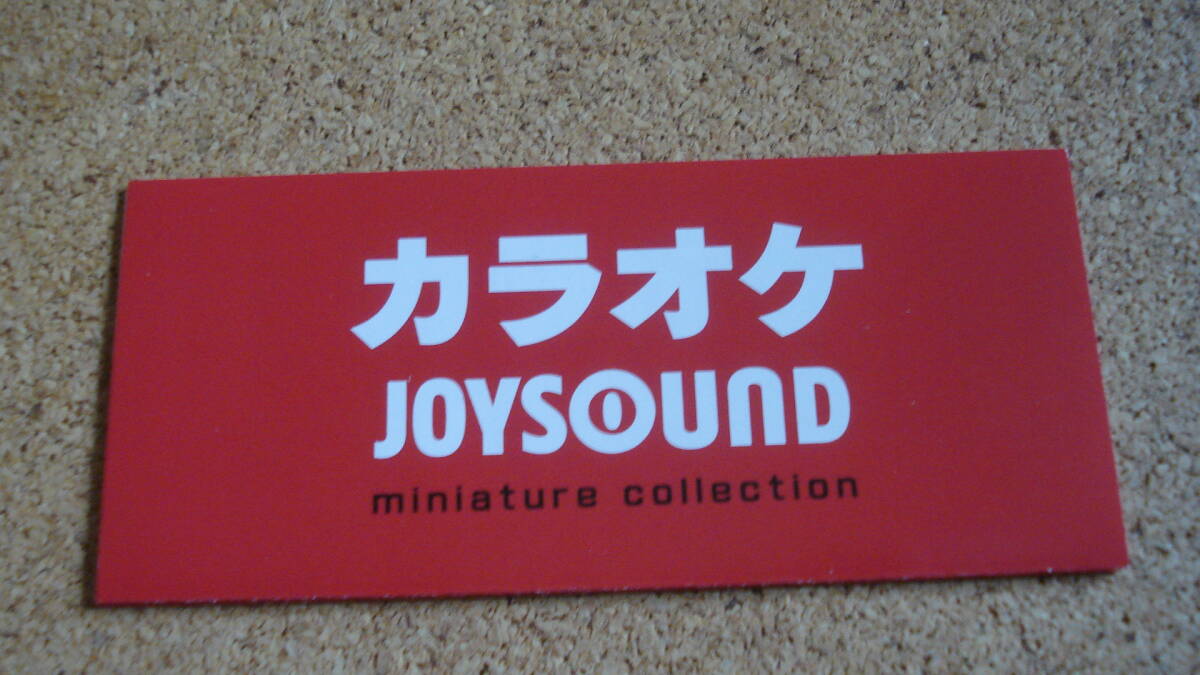 カラオケ
JOYSOUND
miniature collection